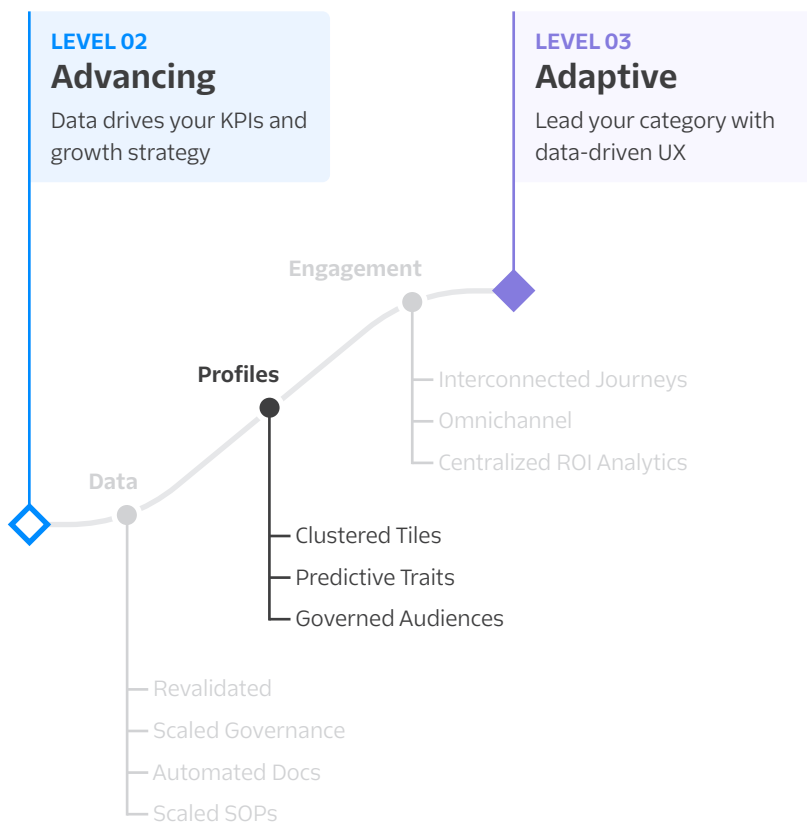 LEVEL 02
Advancing
Data drives your KPIs and
growth strategy
LEVEL 03
Adaptive
Lead your category with
data-driven UX
Engagement
Interconnected Journeys
Omnichannel
Centralized ROI Analytics
Profiles
Clustered Tiles
Predictive Traits
Governed Audiences
Data
Revalidated
Scaled Governance
Automated Docs
Scaled SOPs